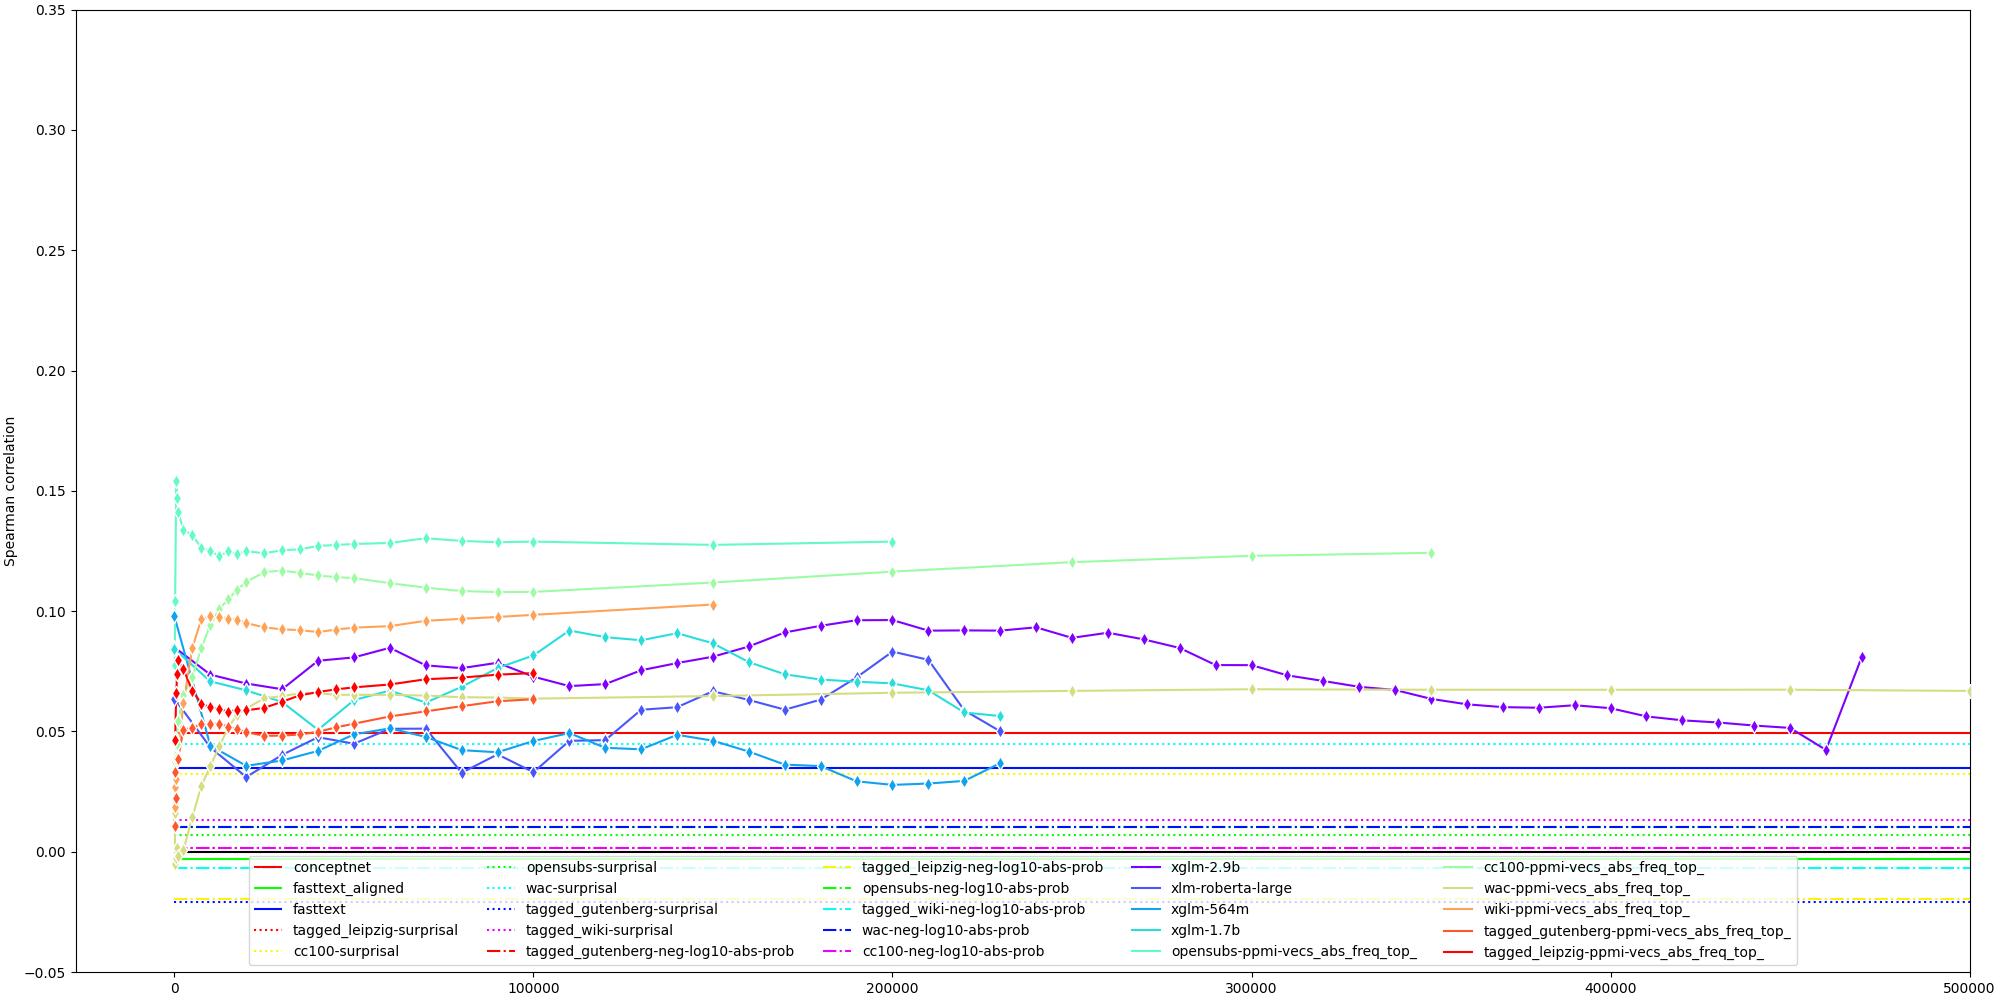 0.35
0.30
0.25
0.20
0.15
0.10
0.05
0.00
−0.05
Spearman correlation
conceptnet
fasttext_aligned
fasttext
tagged_leipzig-surprisal
cc100-surprisal
opensubs-surprisal
wac-surprisal
tagged_gutenberg-surprisal
tagged_wiki-surprisal
tagged_gutenberg-neg-log10-abs-prob
tagged_leipzig-neg-log10-abs-prob
opensubs-neg-log10-abs-prob
tagged_wiki-neg-log10-abs-prob
wac-neg-log10-abs-prob
cc100-neg-log10-abs-prob
xglm-2.9b
xlm-roberta-large
xglm-564m
xglm-1.7b
opensubs-ppmi-vecs_abs_freq_top_
cc100-ppmi-vecs_abs_freq_top_
wac-ppmi-vecs_abs_freq_top_
wiki-ppmi-vecs_abs_freq_top_
tagged_gutenberg-ppmi-vecs_abs_freq_top_
tagged_leipzig-ppmi-vecs_abs_freq_top_
0
100000
200000
300000
400000
500000